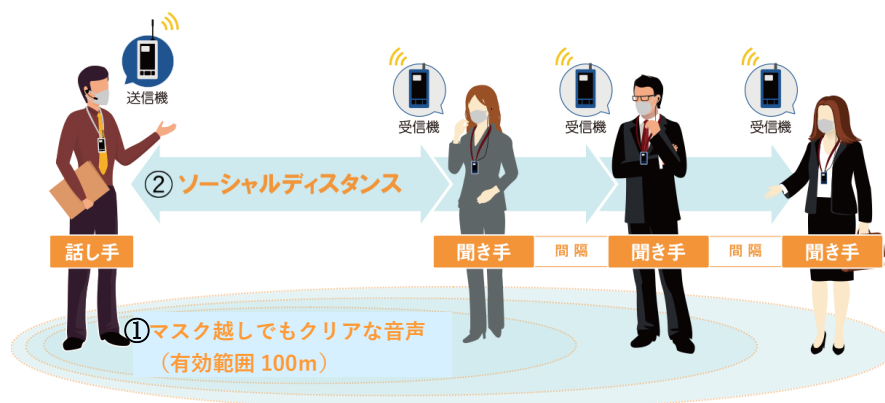 送信機
受信機
受信機
受信機
② ソーシャルディスタンス
話し手
聞き手
間隔
聞き手
間隔
聞き手
①マスク越しでもクリアな音声
（有効範囲 100m）